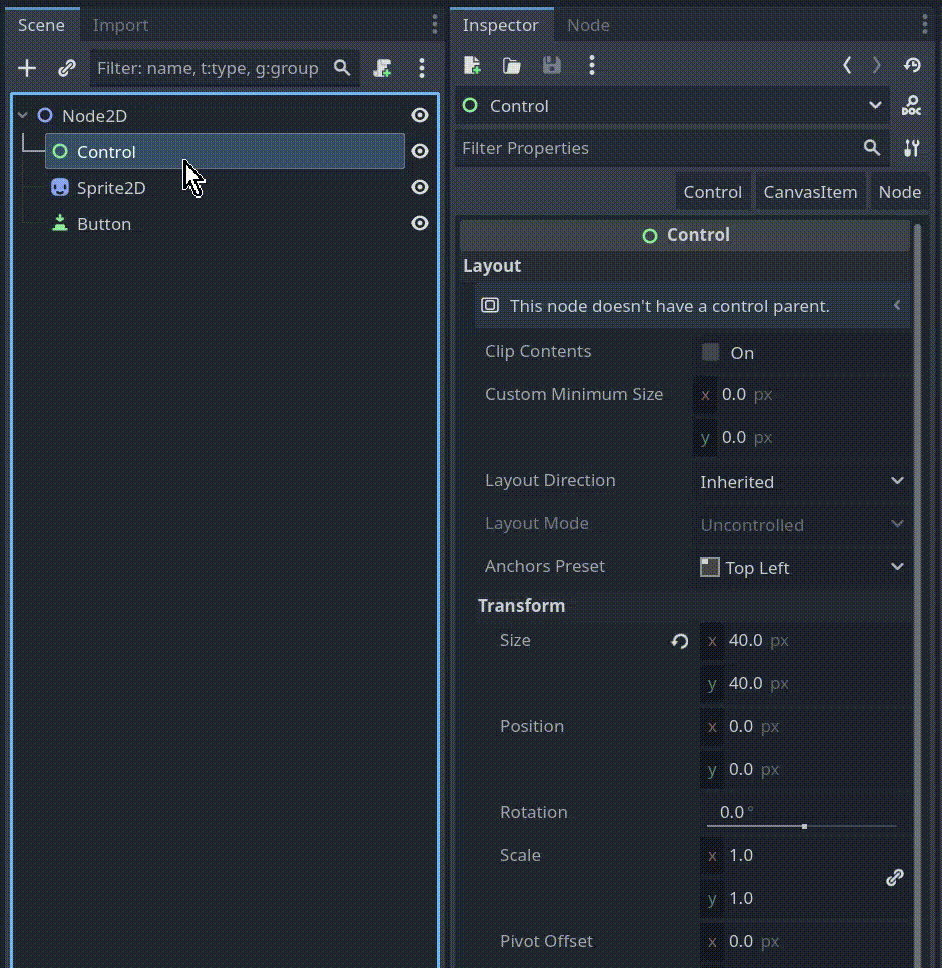 Scene Import
Filter: name, t:type, g:group
Node2D
Control
Sprite2D
Button
Inspector Node
Control
DOC
Filter Properties
Control CanvasItem Node
Control
Layout
This node doesn't have a control parent.
Clip Contents On
Custom Minimum Size x 0.0 px
y 0.0 px
Layout Direction Inherited
Layout Mode Uncontrolled
Anchors Preset Top Left
Transform
Size x 40.0 px
y 40.0 px
Position x 0.0 px
y 0.0 px
Rotation 0.0 °
Scale x 1.0
y 1.0
Pivot Offset x 0.0 px